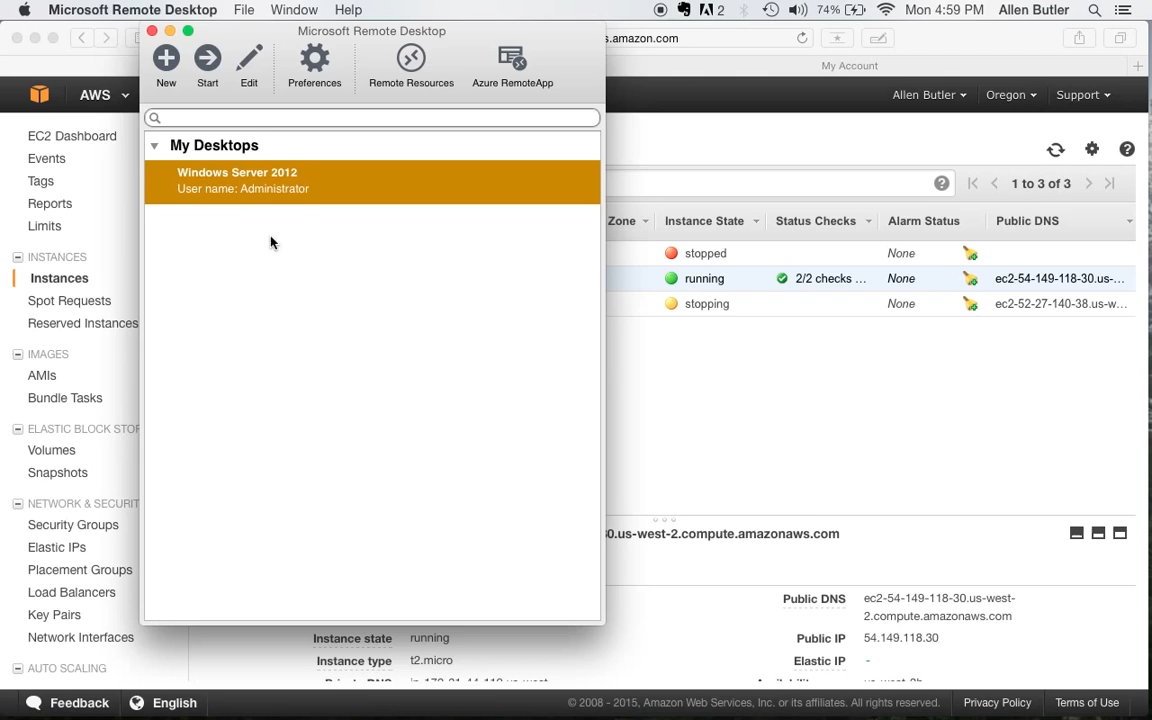 Microsoft Remote Desktop File Window Help
2 74% Mon 4:59 PM Allen Butler
Microsoft Remote Desktop
s.amazon.com
New Start Edit Preferences Remote Resources Azure RemoteApp
My Account
AWS
Allen Butler Oregon Support
My Desktops
Windows Server 2012
User name: Administrator
EC2 Dashboard
Events
Tags
Reports
Limits
INSTANCES
Instances
Spot Requests
Reserved Instances
IMAGES
AMIs
Bundle Tasks
ELASTIC BLOCK STOR
Volumes
Snapshots
NETWORK & SECURIT
Security Groups
Elastic IPs
Placement Groups
Load Balancers
Key Pairs
Network Interfaces
AUTO SCALING
1 to 3 of 3
Zone Instance State Status Checks Alarm Status Public DNS
stopped None
running 2/2 checks ... None ec2-54-149-118-30.us-...
stopping None ec2-52-27-140-38.us-w...
0.us-west-2.compute.amazonaws.com
Public DNS ec2-54-149-118-30.us-west-
2.compute.amazonaws.com
Instance state running Public IP 54.149.118.30
Instance type t2.micro Elastic IP -
Feedback English
© 2008 - 2015, Amazon Web Services, Inc. or its affiliates. All rights reserved. Privacy Policy Terms of Use